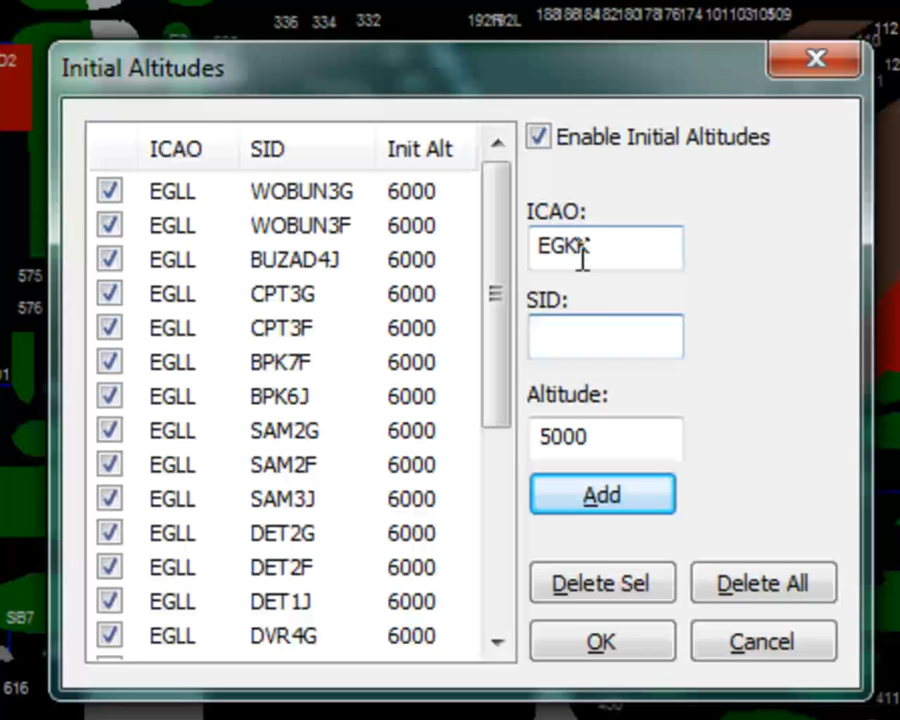 336 334 332
Initial Altitudes
ICAO SID Init Alt
EGLL WOBUN3G 6000
EGLL WOBUN3F 6000
EGLL BUZAD4J 6000
EGLL CPT3G 6000
EGLL CPT3F 6000
EGLL BPK7F 6000
EGLL BPK6J 6000
EGLL SAM2G 6000
EGLL SAM2F 6000
EGLL SAM3J 6000
EGLL DET2G 6000
EGLL DET2F 6000
EGLL DET1J 6000
EGLL DVR4G 6000
Enable Initial Altitudes
ICAO:
EGKK
SID:
Altitude:
5000
Add
Delete Sel Delete All
OK Cancel
575
576
SB7
616